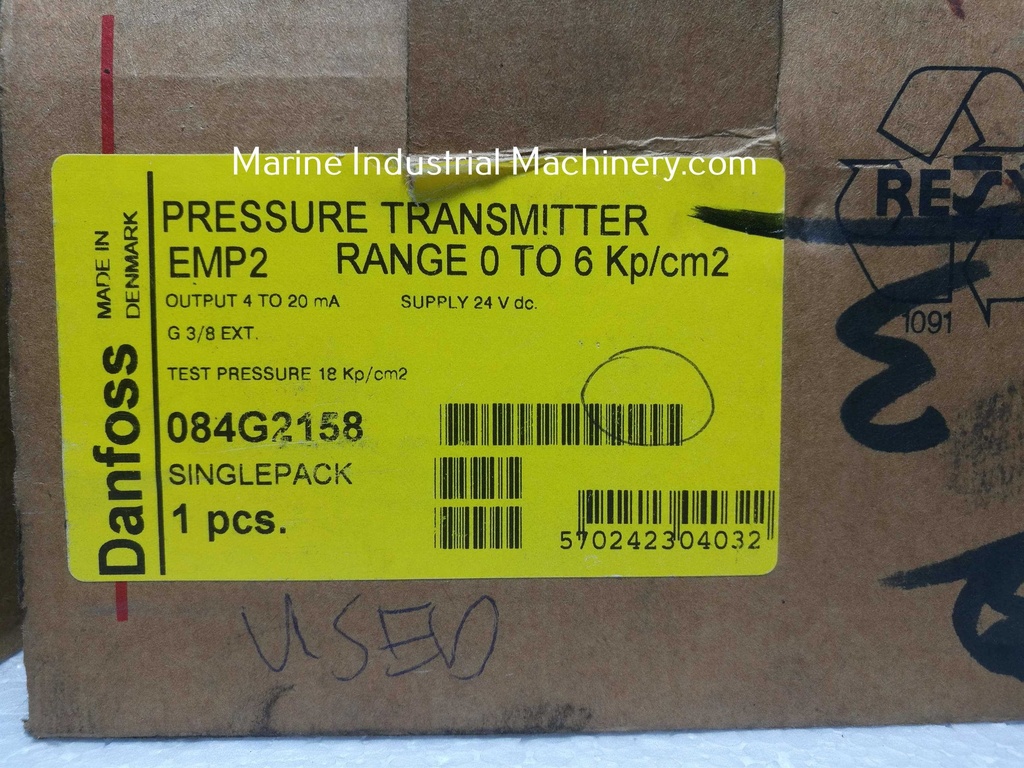 Marine Industrial Machinery.com
MADE IN
DENMARK
Danfoss
PRESSURE TRANSMITTER
EMP2 RANGE 0 TO 6 Kp/cm2
OUTPUT 4 TO 20 mA SUPPLY 24 V dc.
G 3/8 EXT.
TEST PRESSURE 18 Kp/cm2
084G2158
SINGLEPACK
1 pcs.
570242304032
USED
RESY
1091